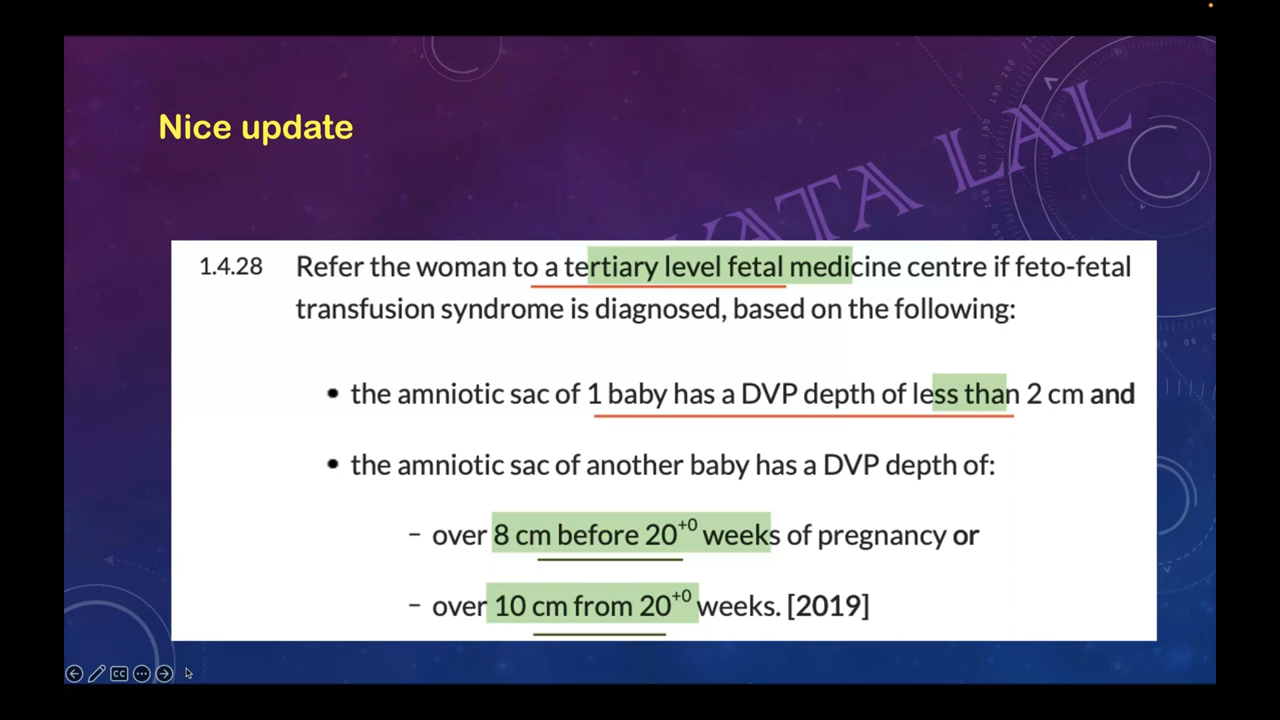 Nice update
LAL
1.4.28 Refer the woman to a tertiary level fetal medicine centre if feto-fetal
transfusion syndrome is diagnosed, based on the following:
• the amniotic sac of 1 baby has a DVP depth of less than 2 cm and
• the amniotic sac of another baby has a DVP depth of:
– over 8 cm before 20⁺⁰ weeks of pregnancy or
– over 10 cm from 20⁺⁰ weeks. [2019]
CC